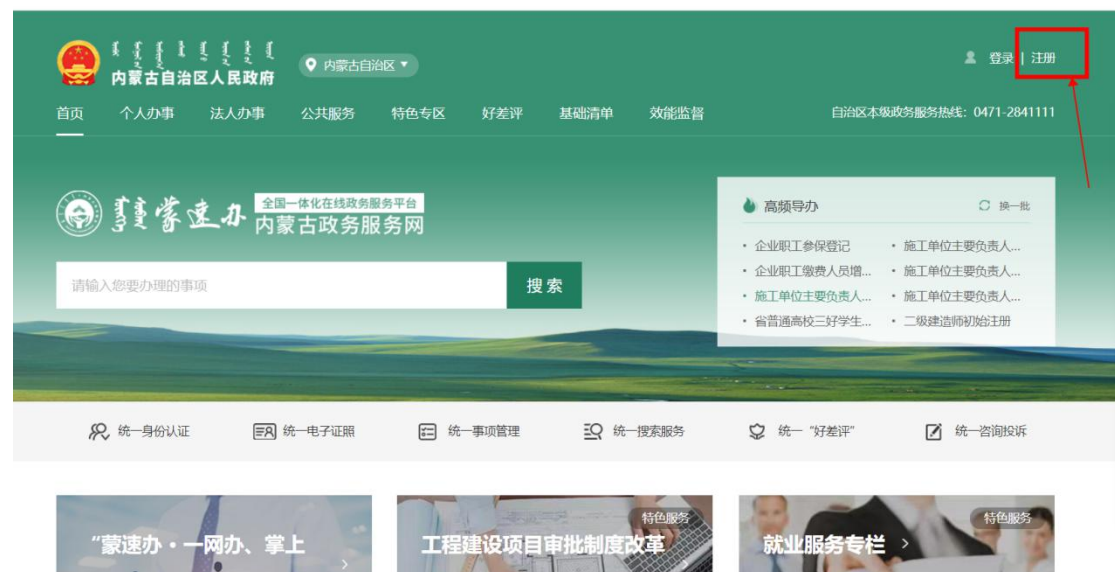 内蒙古自治区人民政府
内蒙古自治区
登录 | 注册
首页 个人办事 法人办事 公共服务 特色专区 好差评 基础清单 效能监督 自治区本级政务服务热线：0471-2841111
蒙速办 全国一体化在线政务服务平台
内蒙古政务服务网
请输入您要办理的事项 搜索
高频导办 换一批
· 企业职工参保登记 · 施工单位主要负责人...
· 企业职工缴费人员增... · 施工单位主要负责人...
· 施工单位主要负责人... · 施工单位主要负责人...
· 省普通高校三好学生... · 二级建造师初始注册
统一身份认证 统一电子证照 统一事项管理 统一搜索服务 统一 “好差评” 统一咨询投诉
特色服务 特色服务
“蒙速办·一网办、掌上 工程建设项目审批制度改革 就业服务专栏